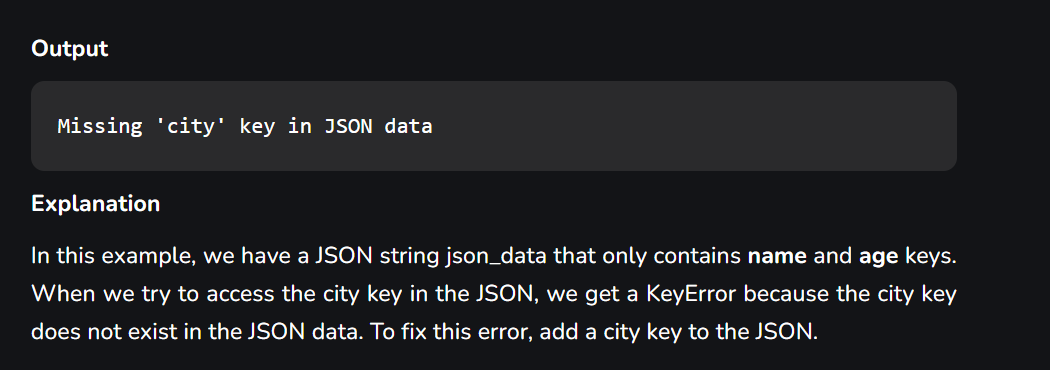 Output
Missing 'city' key in JSON data
Explanation
In this example, we have a JSON string json_data that only contains name and age keys.
When we try to access the city key in the JSON, we get a KeyError because the city key
does not exist in the JSON data. To fix this error, add a city key to the JSON.